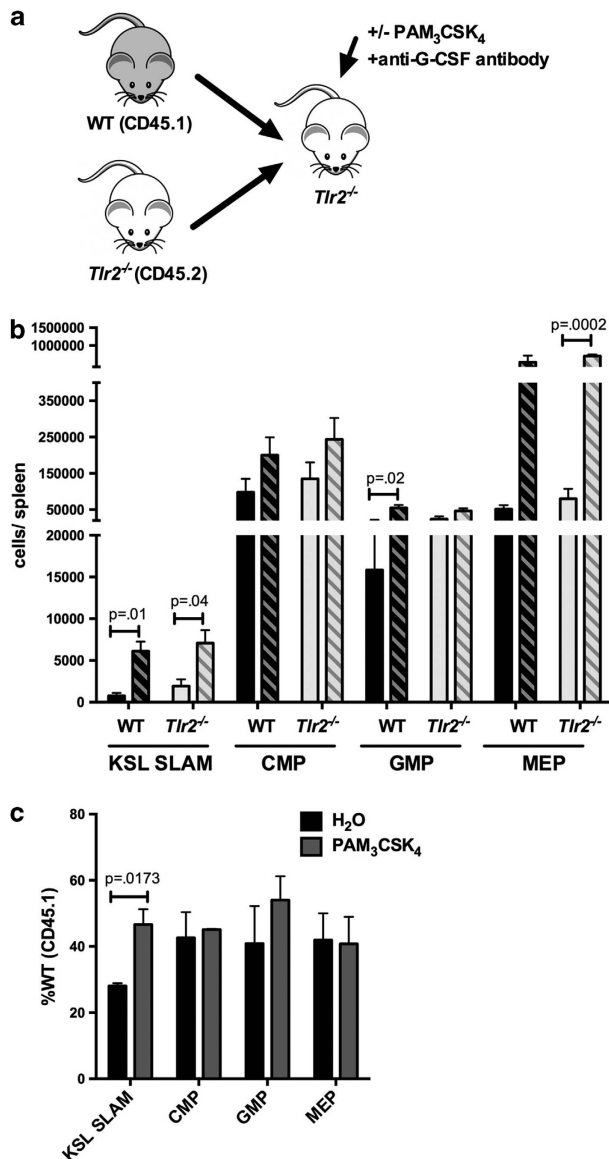 a
+/- PAM₃CSK₄
+anti-G-CSF antibody
WT (CD45.1)
Tlr2-/-
Tlr2-/- (CD45.2)
b
1500000
1000000
350000
250000
150000
50000
20000
15000
10000
5000
0
cells/ spleen
p=.01
p=.04
p=.02
p=.0002
WT Tlr2-/- WT Tlr2-/- WT Tlr2-/- WT Tlr2-/-
KSL SLAM CMP GMP MEP
c
H₂O
PAM₃CSK₄
80
60
40
20
0
%WT (CD45.1)
p=.0173
KSL SLAM
CMP
GMP
MEP